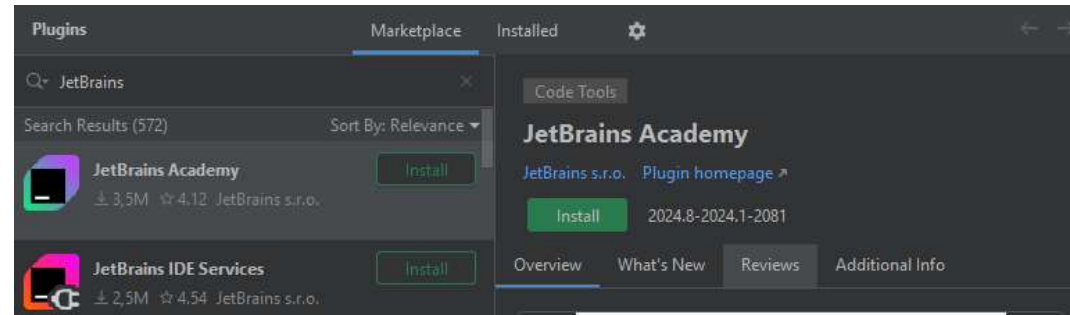 Plugins Marketplace Installed
JetBrains
Search Results (572) Sort By: Relevance
JetBrains Academy Install
3,5M 4.12 JetBrains s.r.o.
JetBrains IDE Services Install
2,5M 4.54 JetBrains s.r.o.
Code Tools
JetBrains Academy
JetBrains s.r.o. Plugin homepage
Install 2024.8-2024.1-2081
Overview What's New Reviews Additional Info